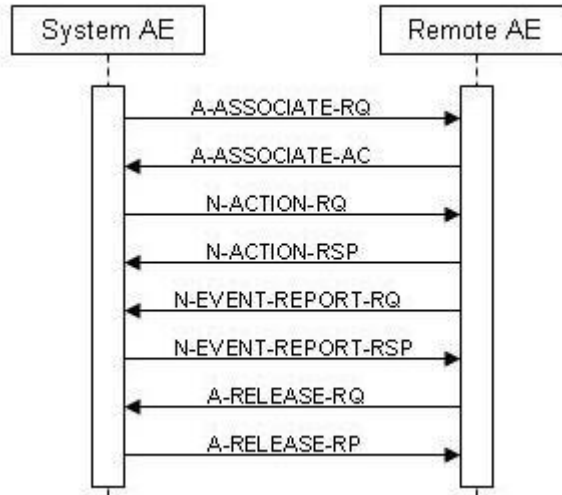 System AE
Remote AE
A-ASSOCIATE-RQ
A-ASSOCIATE-AC
N-ACTION-RQ
N-ACTION-RSP
N-EVENT-REPORT-RQ
N-EVENT-REPORT-RSP
A-RELEASE-RQ
A-RELEASE-RP